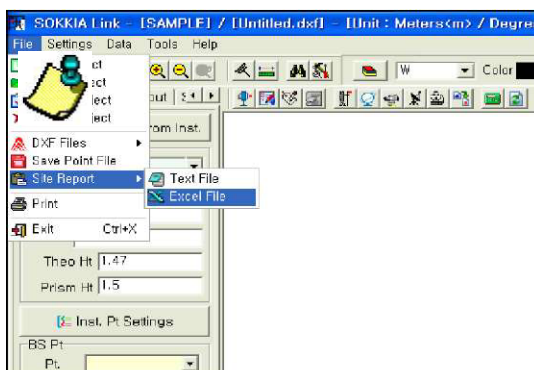 SOKKIA Link - [SAMPLE] / [Untitled.dxf] - [Unit : Meters<m> / Degre
File Settings Data Tools Help
ect
ect
ject
ject
DXF Files
Save Point File
Site Report
Print
Exit Ctrl+X
Text File
Excel File
W
Color
out
rom Inst.
Theo Ht 1.47
Prism Ht 1.5
Inst. Pt Settings
BS Pt
Pt.